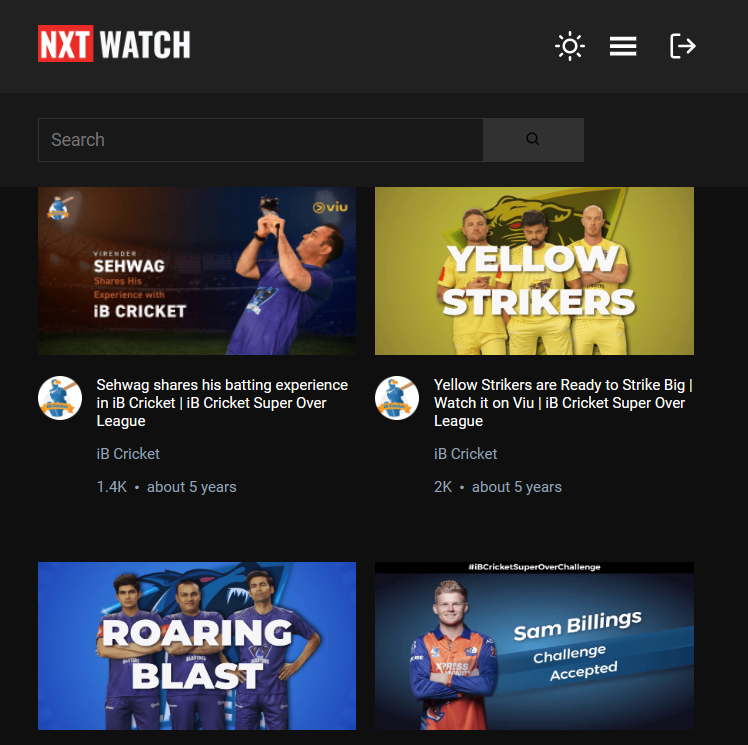 NXT WATCH
Search
VIRENDER
SEHWAG
Shares His
Experience with
iB CRICKET
viu
YELLOW
STRIKERS
Sehwag shares his batting experience
in iB Cricket | iB Cricket Super Over
League
iB Cricket
1.4K • about 5 years
Yellow Strikers are Ready to Strike Big |
Watch it on Viu | iB Cricket Super Over
League
iB Cricket
2K • about 5 years
ROARING
BLAST
#iBCricketSuperOverChallenge
Sam Billings
Challenge
Accepted